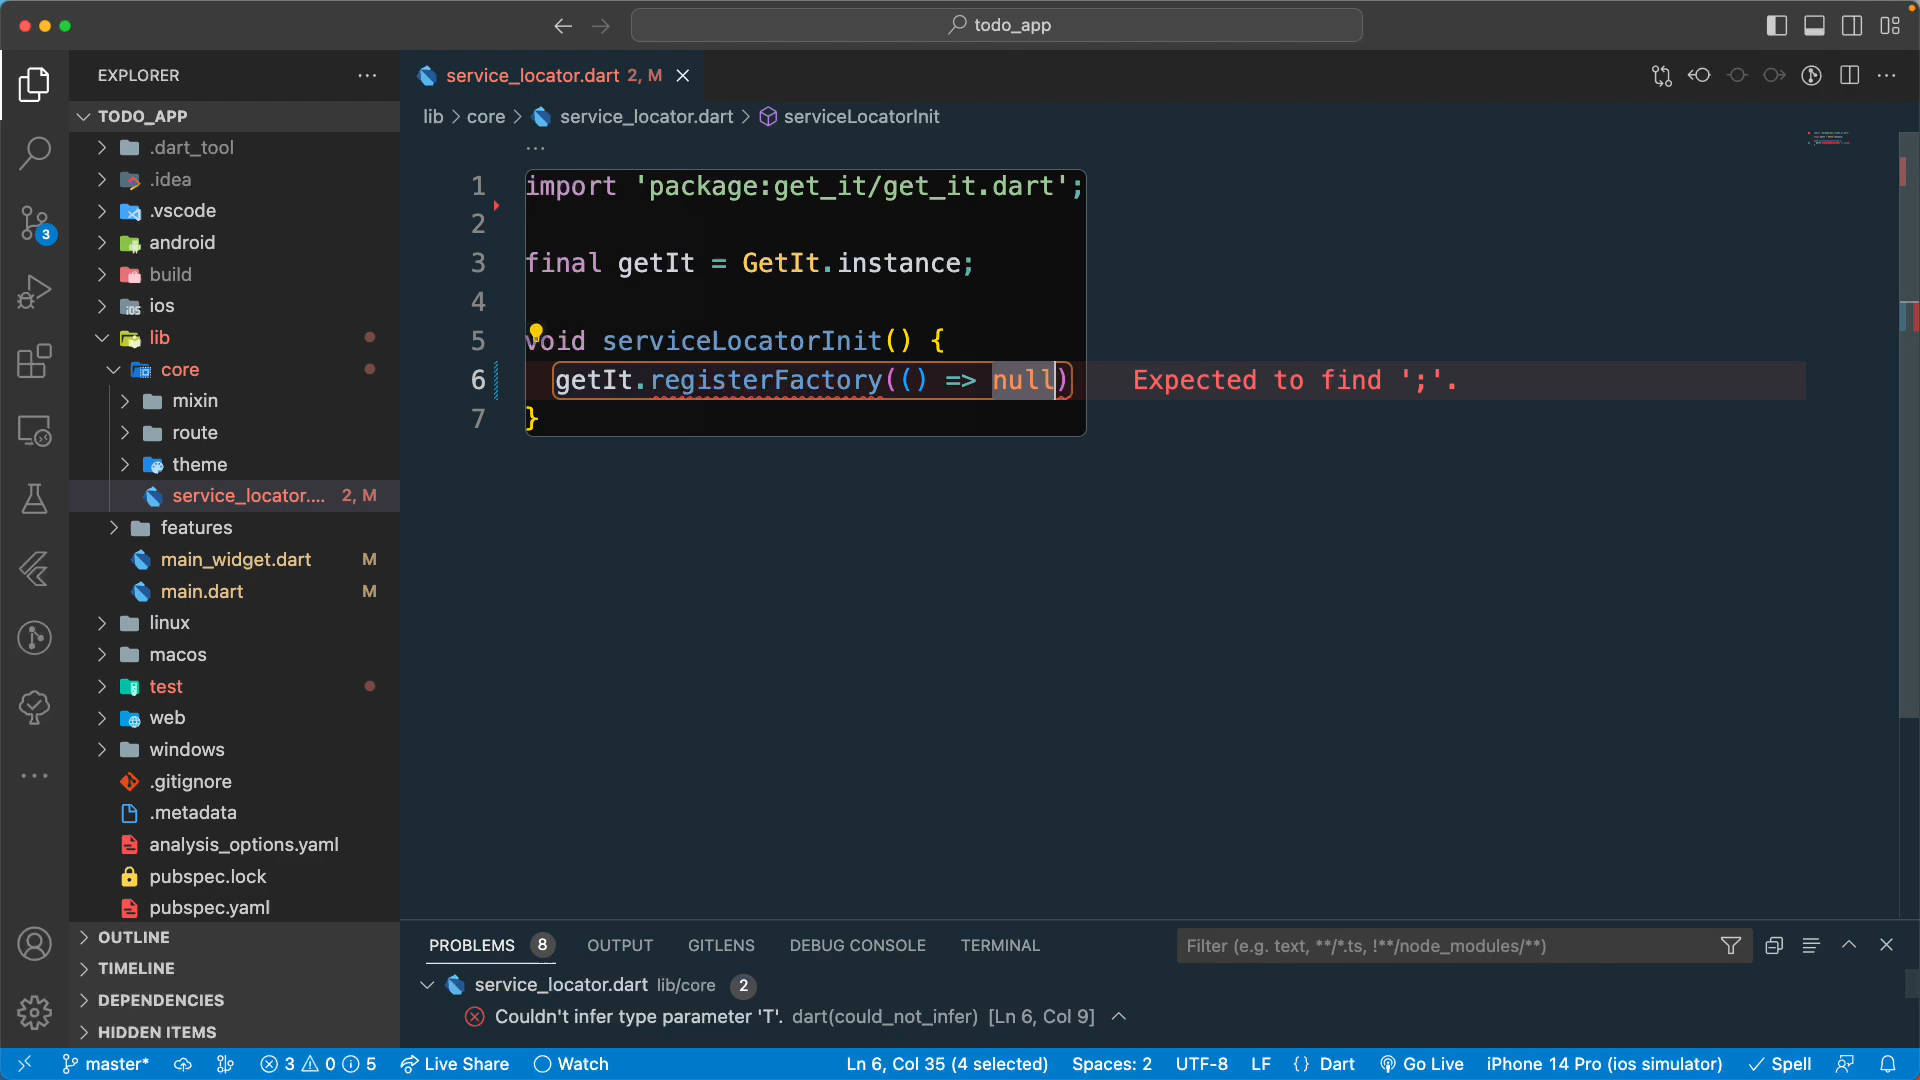 todo_app
EXPLORER
TODO_APP
.dart_tool
.idea
.vscode
android
build
ios
lib
core
mixin
route
theme
service_locator.... 2, M
features
main_widget.dart M
main.dart M
linux
macos
test
web
windows
.gitignore
.metadata
analysis_options.yaml
pubspec.lock
pubspec.yaml
OUTLINE
TIMELINE
DEPENDENCIES
HIDDEN ITEMS
3
service_locator.dart 2, M
lib > core > service_locator.dart > serviceLocatorInit
...
1 import 'package:get_it/get_it.dart';
2
3 final getIt = GetIt.instance;
4
5 void serviceLocatorInit() {
6 getIt.registerFactory(() => null) Expected to find ';'.
7 }
PROBLEMS 8 OUTPUT GITLENS DEBUG CONSOLE TERMINAL Filter (e.g. text, **/*.ts, !**/node_modules/**)
service_locator.dart lib/core 2
Couldn't infer type parameter 'T'. dart(could_not_infer) [Ln 6, Col 9]
master* 3 0 5 Live Share Watch Ln 6, Col 35 (4 selected) Spaces: 2 UTF-8 LF {} Dart Go Live iPhone 14 Pro (ios simulator) Spell